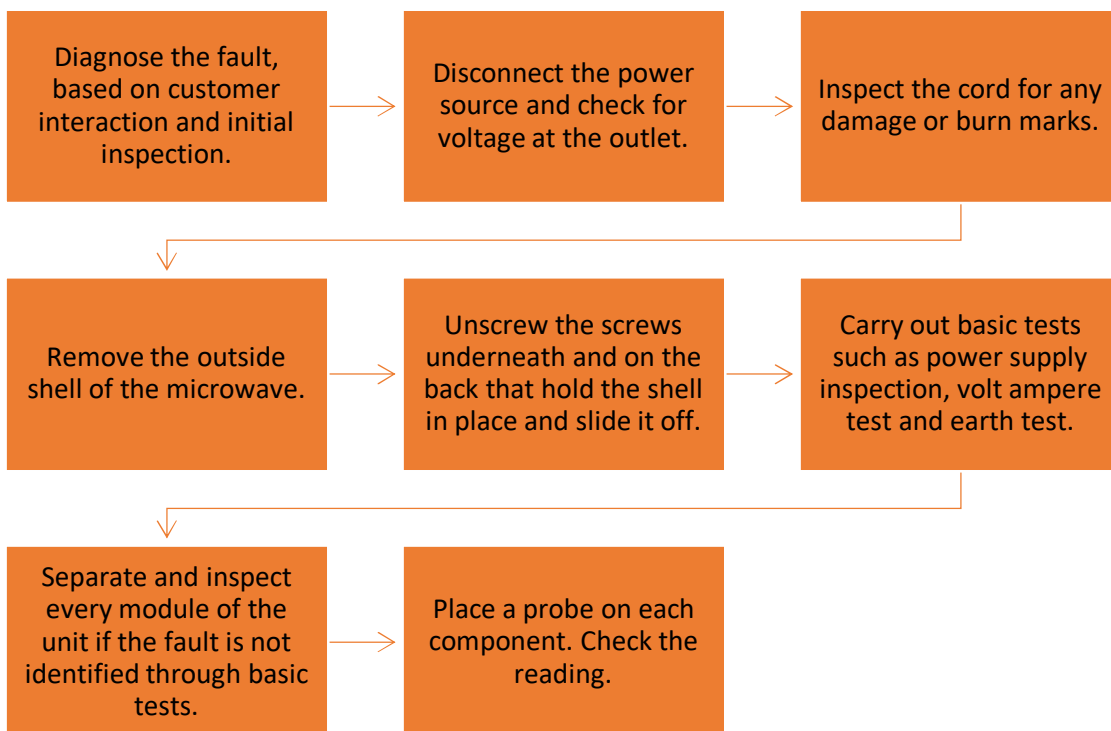 Diagnose the fault,
based on customer
interaction and initial
inspection.
Disconnect the power
source and check for
voltage at the outlet.
Inspect the cord for any
damage or burn marks.
Remove the outside
shell of the microwave.
Unscrew the screws
underneath and on the
back that hold the shell
in place and slide it off.
Carry out basic tests
such as power supply
inspection, volt ampere
test and earth test.
Separate and inspect
every module of the
unit if the fault is not
identified through basic
tests.
Place a probe on each
component. Check the
reading.